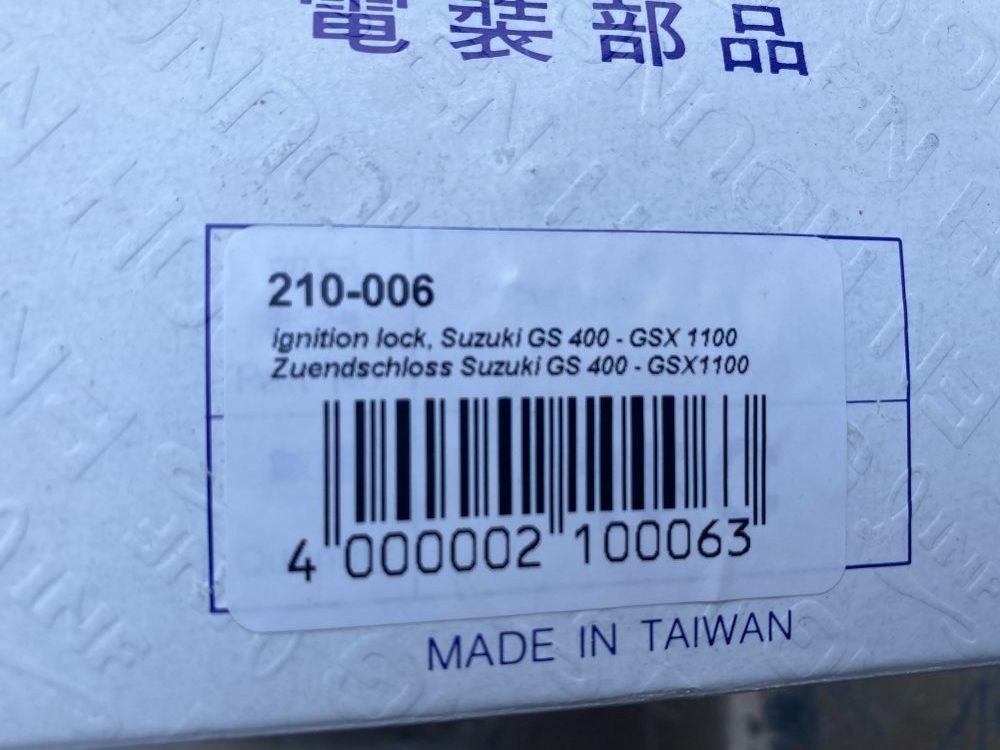 電装部品
210-006
ignition lock, Suzuki GS 400 - GSX 1100
Zuendschloss Suzuki GS 400 - GSX1100
4 000002 100063
MADE IN TAIWAN